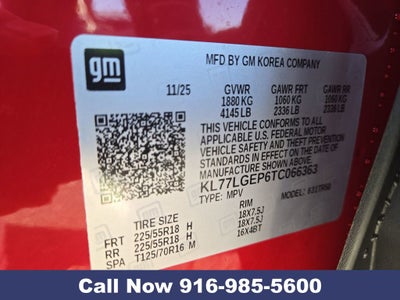 MFD BY GM KOREA COMPANY
gm
11/25 GVWR GAWR FRT GAWR RR
1880 KG 1060 KG 1060 KG
4145 LB 2336 LB 2336 LB
THIS VEHICLE CONFORMS TO ALL
APPLICABLE U.S. FEDERAL MOTOR
VEHICLE SAFETY STANDARDS IN EFFECT ON
THE DATE OF MANUFACTURE SHOWN ABOVE.
KL77LGEP6TC066363
TYPE: MPV MODEL:
TIRE SIZE RIM
FRT 225/55R18 H 18X7.5J
RR 225/55R18 H 18X7.5J
SPA T125/70R16 M 16X4BT
Call Now 916-985-5600